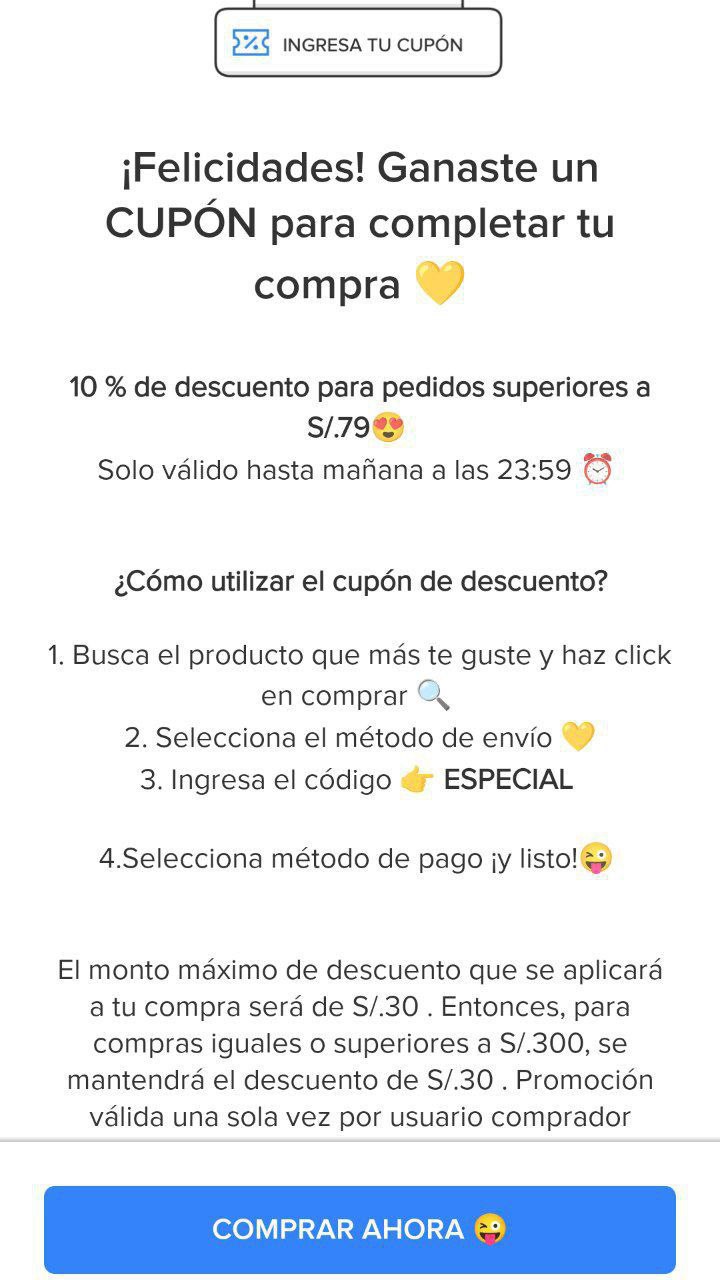 INGRESA TU CUPÓN
¡Felicidades! Ganaste un
CUPÓN para completar tu
compra 💛
10 % de descuento para pedidos superiores a
S/.79😍
Solo válido hasta mañana a las 23:59 ⏰
¿Cómo utilizar el cupón de descuento?
1. Busca el producto que más te guste y haz click
en comprar 🔍
2. Selecciona el método de envío 💛
3. Ingresa el código 👉 ESPECIAL
4.Selecciona método de pago ¡y listo!😜
El monto máximo de descuento que se aplicará
a tu compra será de S/.30 . Entonces, para
compras iguales o superiores a S/.300, se
mantendrá el descuento de S/.30 . Promoción
válida una sola vez por usuario comprador
COMPRAR AHORA 😜